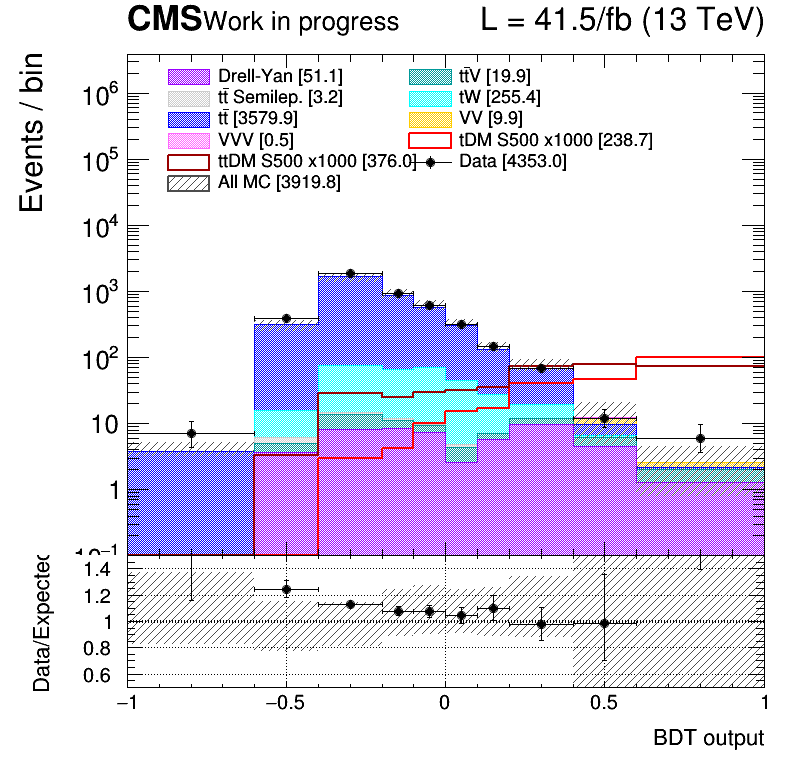 CMS Work in progress L = 41.5/fb (13 TeV)
Events / bin
Drell-Yan [51.1] tt̄V [19.9]
tt̄ Semilep. [3.2] tW [255.4]
tt̄ [3579.9] VV [9.9]
VVV [0.5] tDM S500 x1000 [238.7]
ttDM S500 x1000 [376.0] Data [4353.0]
All MC [3919.8]
10⁶
10⁵
10⁴
10³
10²
10
1
10⁻¹
Data/Expected
1.4
1.2
1
0.8
0.6
−1 −0.5 0 0.5 1
BDT output